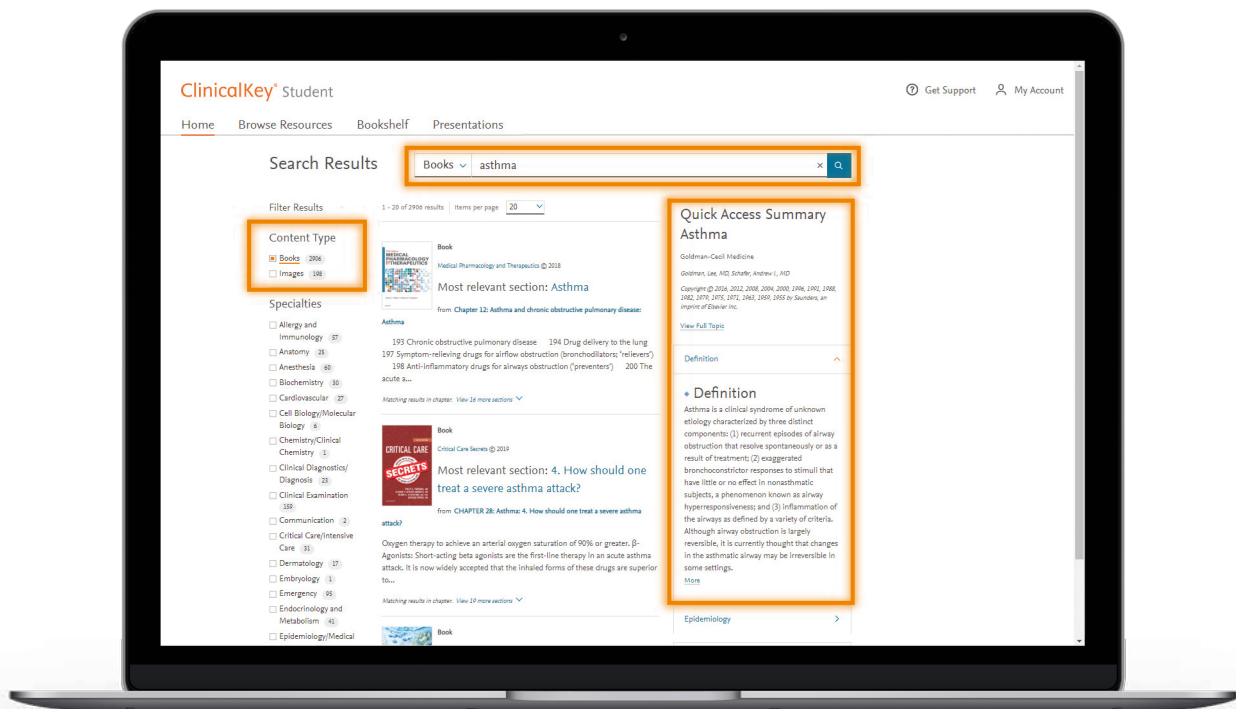 ClinicalKey® Student
Get Support
My Account
Home
Browse Resources
Bookshelf
Presentations
Search Results
Books
asthma
×
Filter Results
Content Type
Books 2906
Images 198
Specialties
Allergy and
Immunology 57
Anatomy 25
Anesthesia 60
Biochemistry 30
Cardiovascular 27
Cell Biology/Molecular
Biology 6
Chemistry/Clinical
Chemistry 1
Clinical Diagnostics/
Diagnosis 23
Clinical Examination
159
Communication 2
Critical Care/Intensive
Care 31
Dermatology 17
Embryology 1
Emergency 95
Endocrinology and
Metabolism 41
Epidemiology/Medical
1 - 20 of 2906 results
Items per page 20
MEDICAL
PHARMACOLOGY
& THERAPEUTICS
Book
Medical Pharmacology and Therapeutics © 2018
Most relevant section: Asthma
from Chapter 12: Asthma and chronic obstructive pulmonary disease:
Asthma
193 Chronic obstructive pulmonary disease 194 Drug delivery to the lung
197 Symptom-relieving drugs for airflow obstruction (bronchodilators; 'relievers')
198 Anti-inflammatory drugs for airways obstruction ('preventers') 200 The
acute a...
Matching results in chapter. View 16 more sections
CRITICAL CARE
SECRETS
Book
Critical Care Secrets © 2019
Most relevant section: 4. How should one
treat a severe asthma attack?
from CHAPTER 28: Asthma: 4. How should one treat a severe asthma
attack?
Oxygen therapy to achieve an arterial oxygen saturation of 90% or greater. β-
Agonists: Short-acting beta agonists are the first-line therapy in an acute asthma
attack. It is now widely accepted that the inhaled forms of these drugs are superior
to...
Matching results in chapter. View 19 more sections
Book
Quick Access Summary
Asthma
Goldman-Cecil Medicine
Goldman, Lee, MD, Schafer, Andrew I., MD
Copyright © 2016, 2012, 2008, 2004, 2000, 1996, 1991, 1988,
1982, 1979, 1975, 1971, 1963, 1959, 1955 by Saunders, an
imprint of Elsevier Inc.
View Full Topic
Definition
Definition
Asthma is a clinical syndrome of unknown
etiology characterized by three distinct
components: (1) recurrent episodes of airway
obstruction that resolve spontaneously or as a
result of treatment; (2) exaggerated
bronchoconstrictor responses to stimuli that
have little or no effect in nonasthmatic
subjects, a phenomenon known as airway
hyperresponsiveness; and (3) inflammation of
the airways as defined by a variety of criteria.
Although airway obstruction is largely
reversible, it is currently thought that changes
in the asthmatic airway may be irreversible in
some settings.
More
Epidemiology